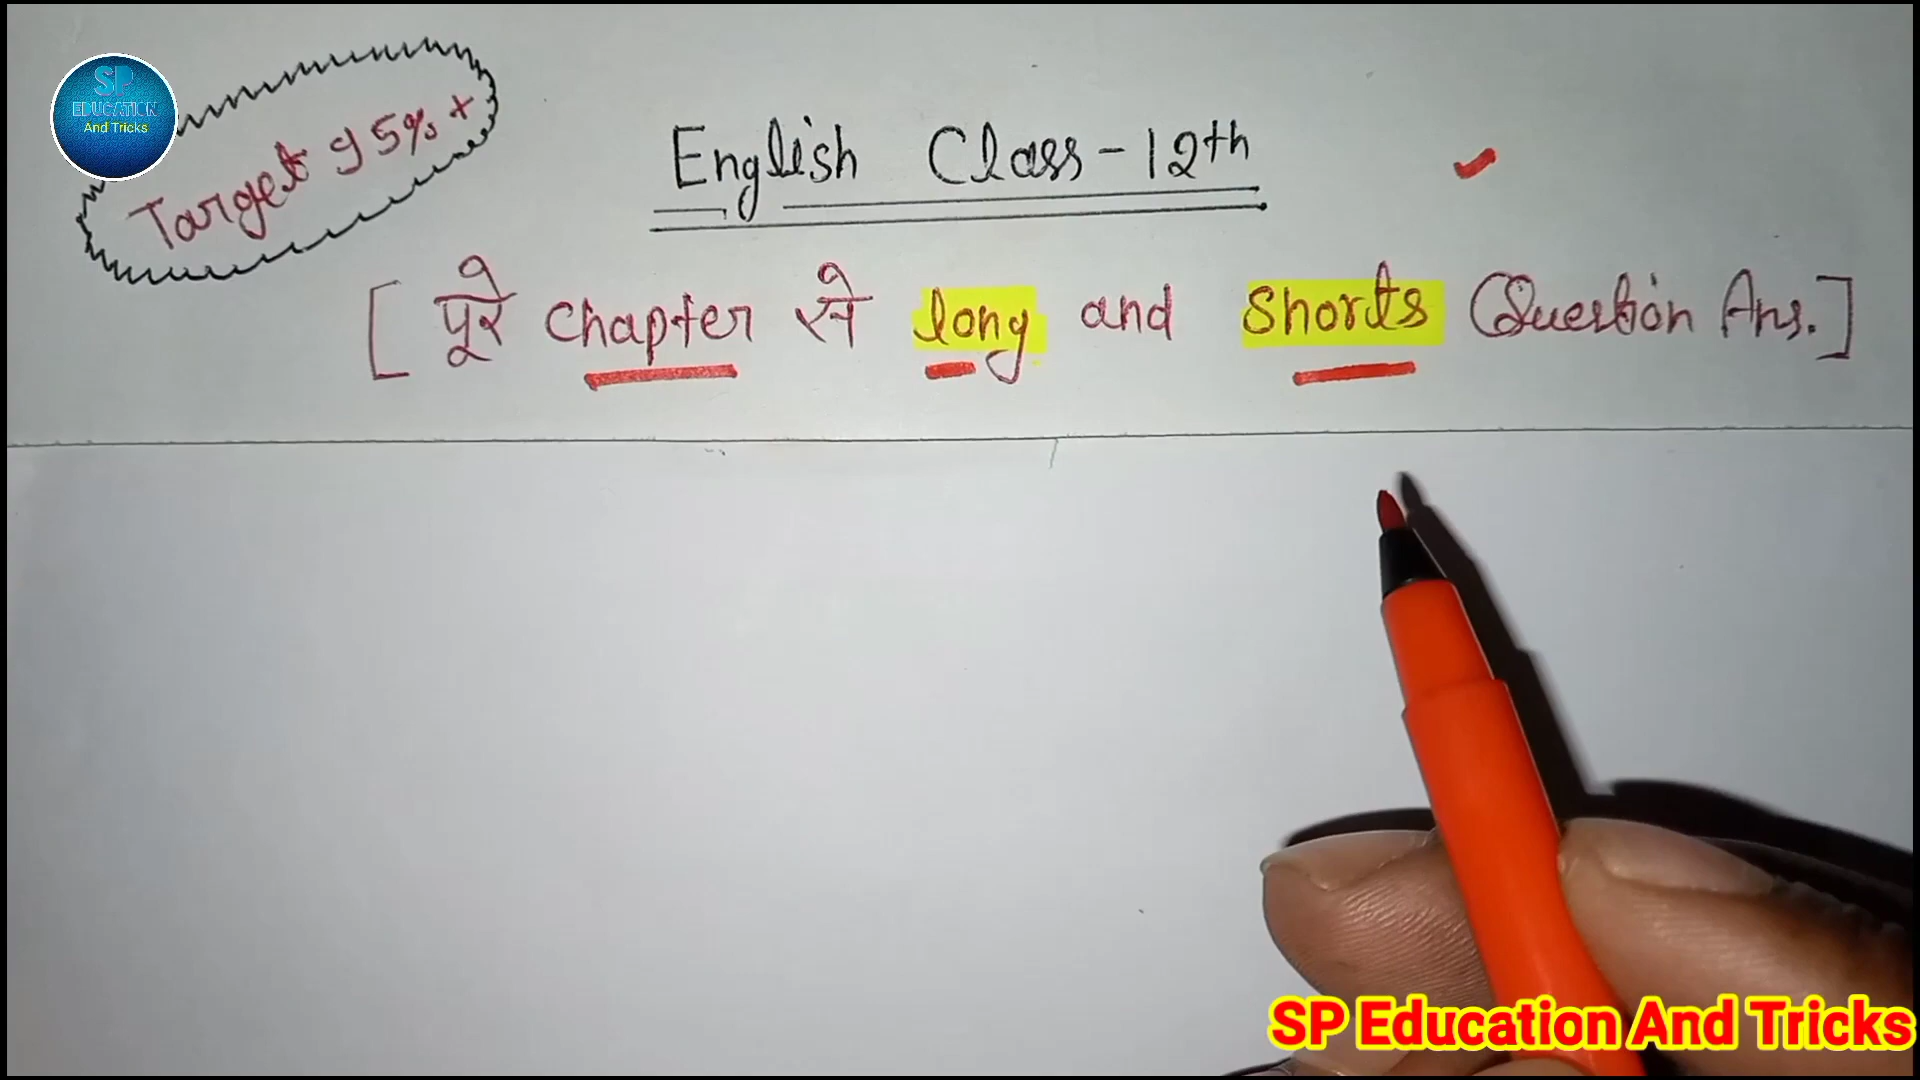 SP
EDUCATION
And Tricks
Target 95% +
English Class-12th
[ पूरे chapter से long and Shorts Question Ans. ]
SP Education And Tricks